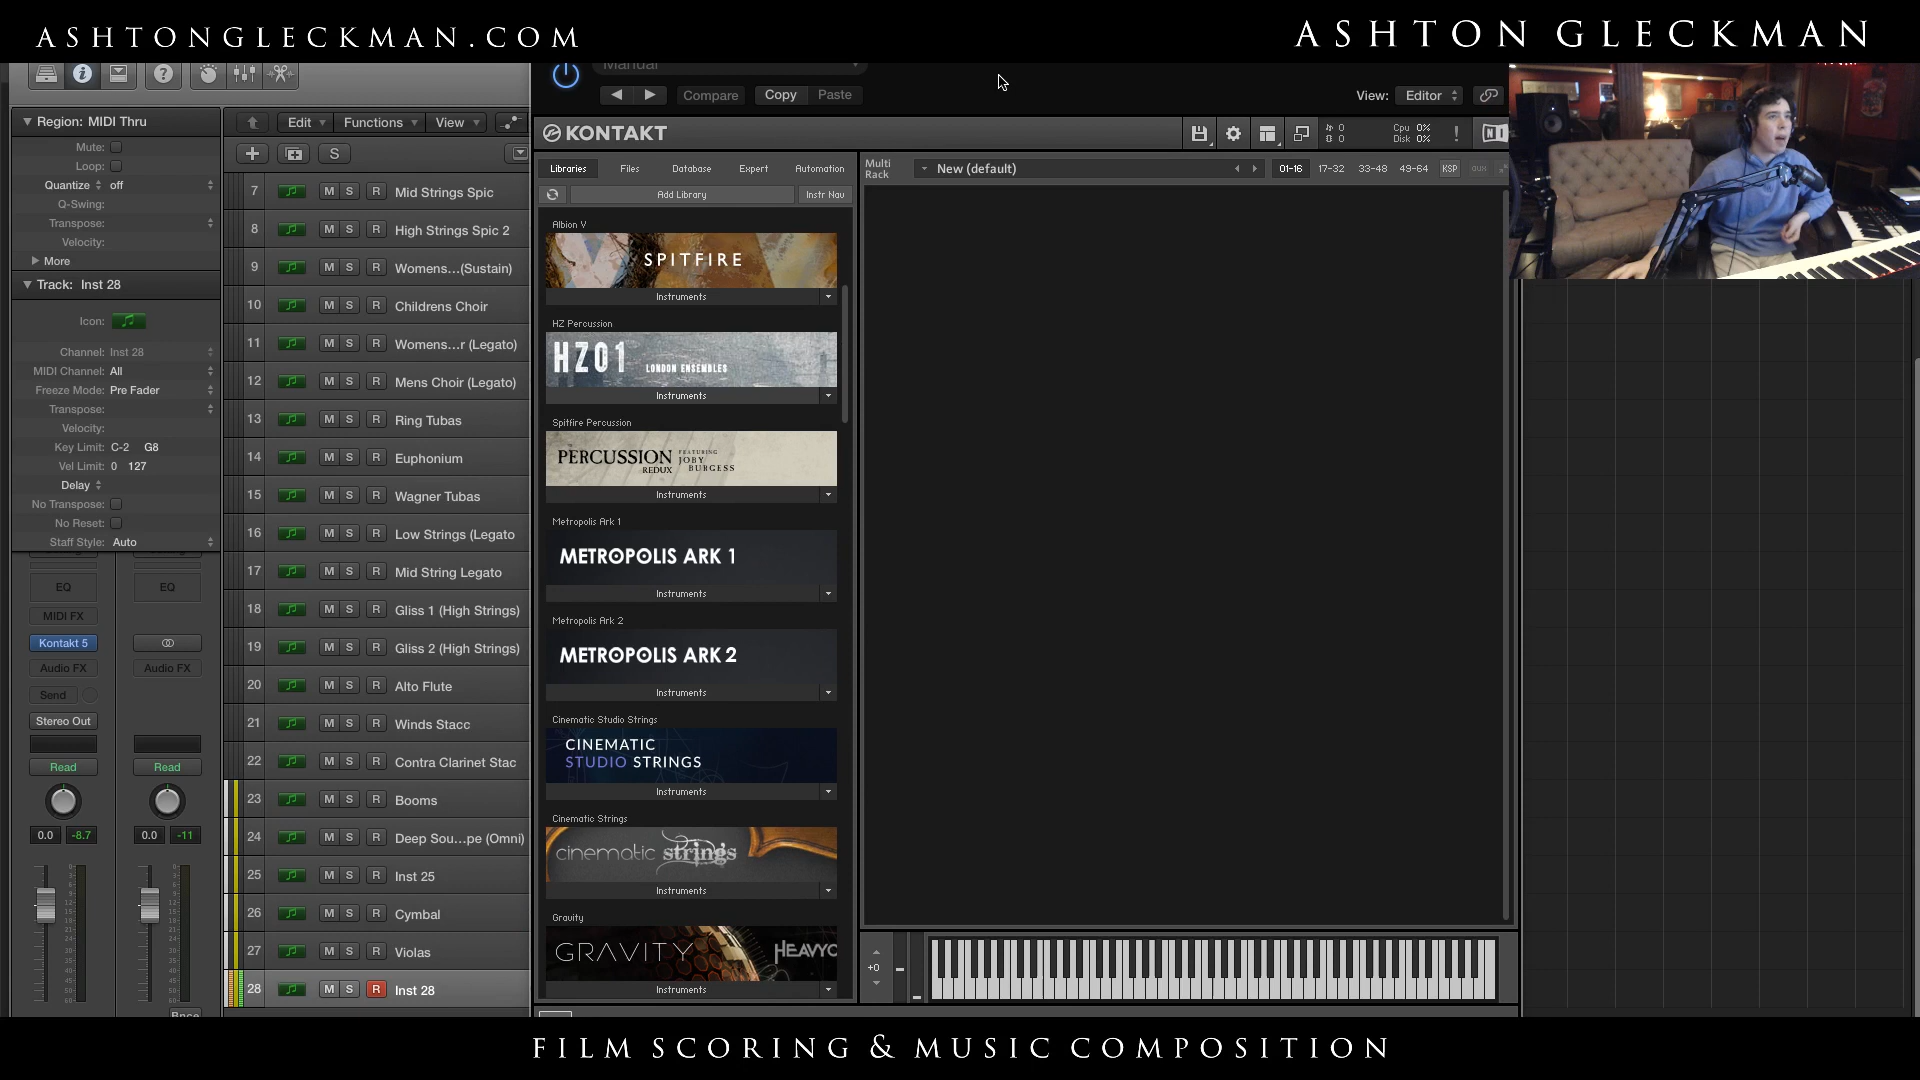 ASHTONGLECKMAN.COM
ASHTON GLECKMAN
Manual
Compare
Copy
Paste
View:
Editor
Region: MIDI Thru
Mute:
Loop:
Quantize off
Q-Swing:
Transpose:
Velocity:
More
Track: Inst 28
Icon:
Channel: Inst 28
MIDI Channel: All
Freeze Mode: Pre Fader
Transpose:
Velocity:
Key Limit: C-2 G8
Vel Limit: 0 127
Delay
No Transpose:
No Reset:
Staff Style: Auto
EQ
EQ
MIDI FX
Kontakt 5
Audio FX
Audio FX
Send
Stereo Out
Read
Read
0.0 -8.7
0.0 -11
Bnce
Edit
Functions
View
S
7 M S R Mid Strings Spic
8 M S R High Strings Spic 2
9 M S R Womens...(Sustain)
10 M S R Childrens Choir
11 M S R Womens...r (Legato)
12 M S R Mens Choir (Legato)
13 M S R Ring Tubas
14 M S R Euphonium
15 M S R Wagner Tubas
16 M S R Low Strings (Legato
17 M S R Mid String Legato
18 M S R Gliss 1 (High Strings)
19 M S R Gliss 2 (High Strings)
20 M S R Alto Flute
21 M S R Winds Stacc
22 M S R Contra Clarinet Stac
23 M S R Booms
24 M S R Deep Sou...pe (Omni)
25 M S R Inst 25
26 M S R Cymbal
27 M S R Violas
28 M S R Inst 28
KONTAKT
0
0
Cpu 0%
Disk 0%
!
NI
Libraries
Files
Database
Expert
Automation
Add Library
Instr Nav
Multi
Rack
New (default)
01-16
17-32
33-48
49-64
KSP
aux
Albion V
SPITFIRE
Instruments
HZ Percussion
HZ01 LONDON ENSEMBLES
Instruments
Spitfire Percussion
PERCUSSION
REDUX
FEATURING
JOBY
BURGESS
Instruments
Metropolis Ark 1
METROPOLIS ARK 1
Instruments
Metropolis Ark 2
METROPOLIS ARK 2
Instruments
Cinematic Studio Strings
CINEMATIC
STUDIO STRINGS
Instruments
Cinematic Strings
cinematic strings
Instruments
Gravity
GRAVITY
HEAVYO
Instruments
+0
FILM SCORING & MUSIC COMPOSITION